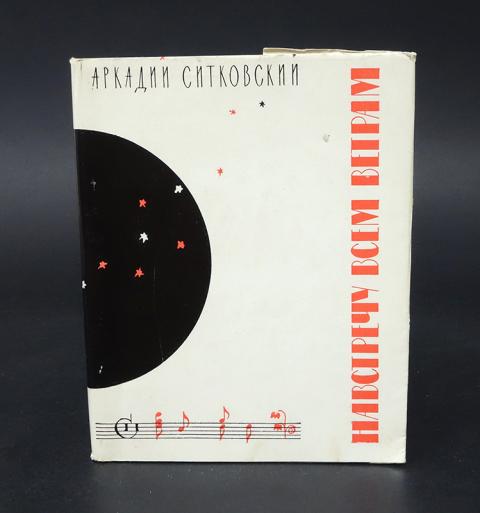 АРКАДИЙ СИТКОВСКИЙ
НАВСТРЕЧУ ВСЕМ ВЕТРАМ